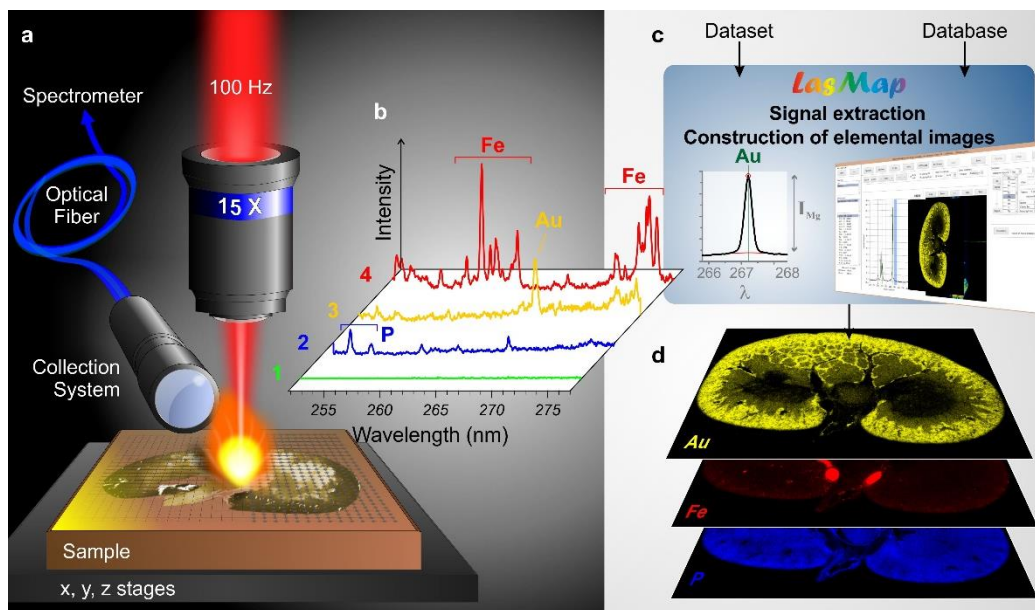 a
100 Hz
Spectrometer
Optical
Fiber
15 X
Collection
System
Sample
x, y, z stages
b
Intensity
Fe
Fe
Au
4
3
2
P
1
255
260
265
270
275
Wavelength (nm)
c
Dataset
Database
LasMap
Signal extraction
Construction of elemental images
Au
I Mg
266
267
268
λ
d
Au
Fe
P